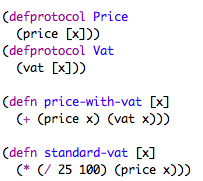 (defprotocol Price
  (price [x]))
(defprotocol Vat
  (vat [x]))

(defn price-with-vat [x]
  (+ (price x) (vat x)))

(defn standard-vat [x]
  (* (/ 25 100) (price x)))